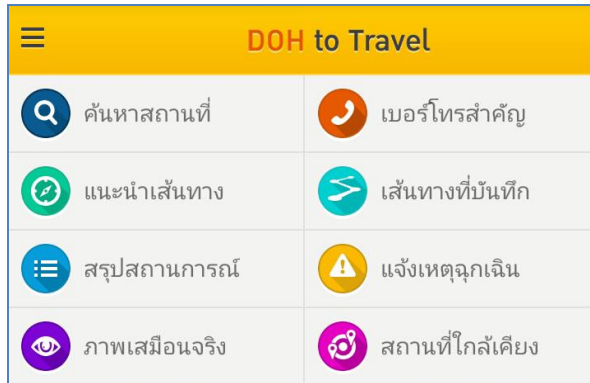 DOH to Travel
ค้นหาสถานที่
เบอร์โทรสำคัญ
แนะนำเส้นทาง
เส้นทางที่บันทึก
สรุปสถานการณ์
แจ้งเหตุฉุกเฉิน
ภาพเสมือนจริง
สถานที่ใกล้เคียง